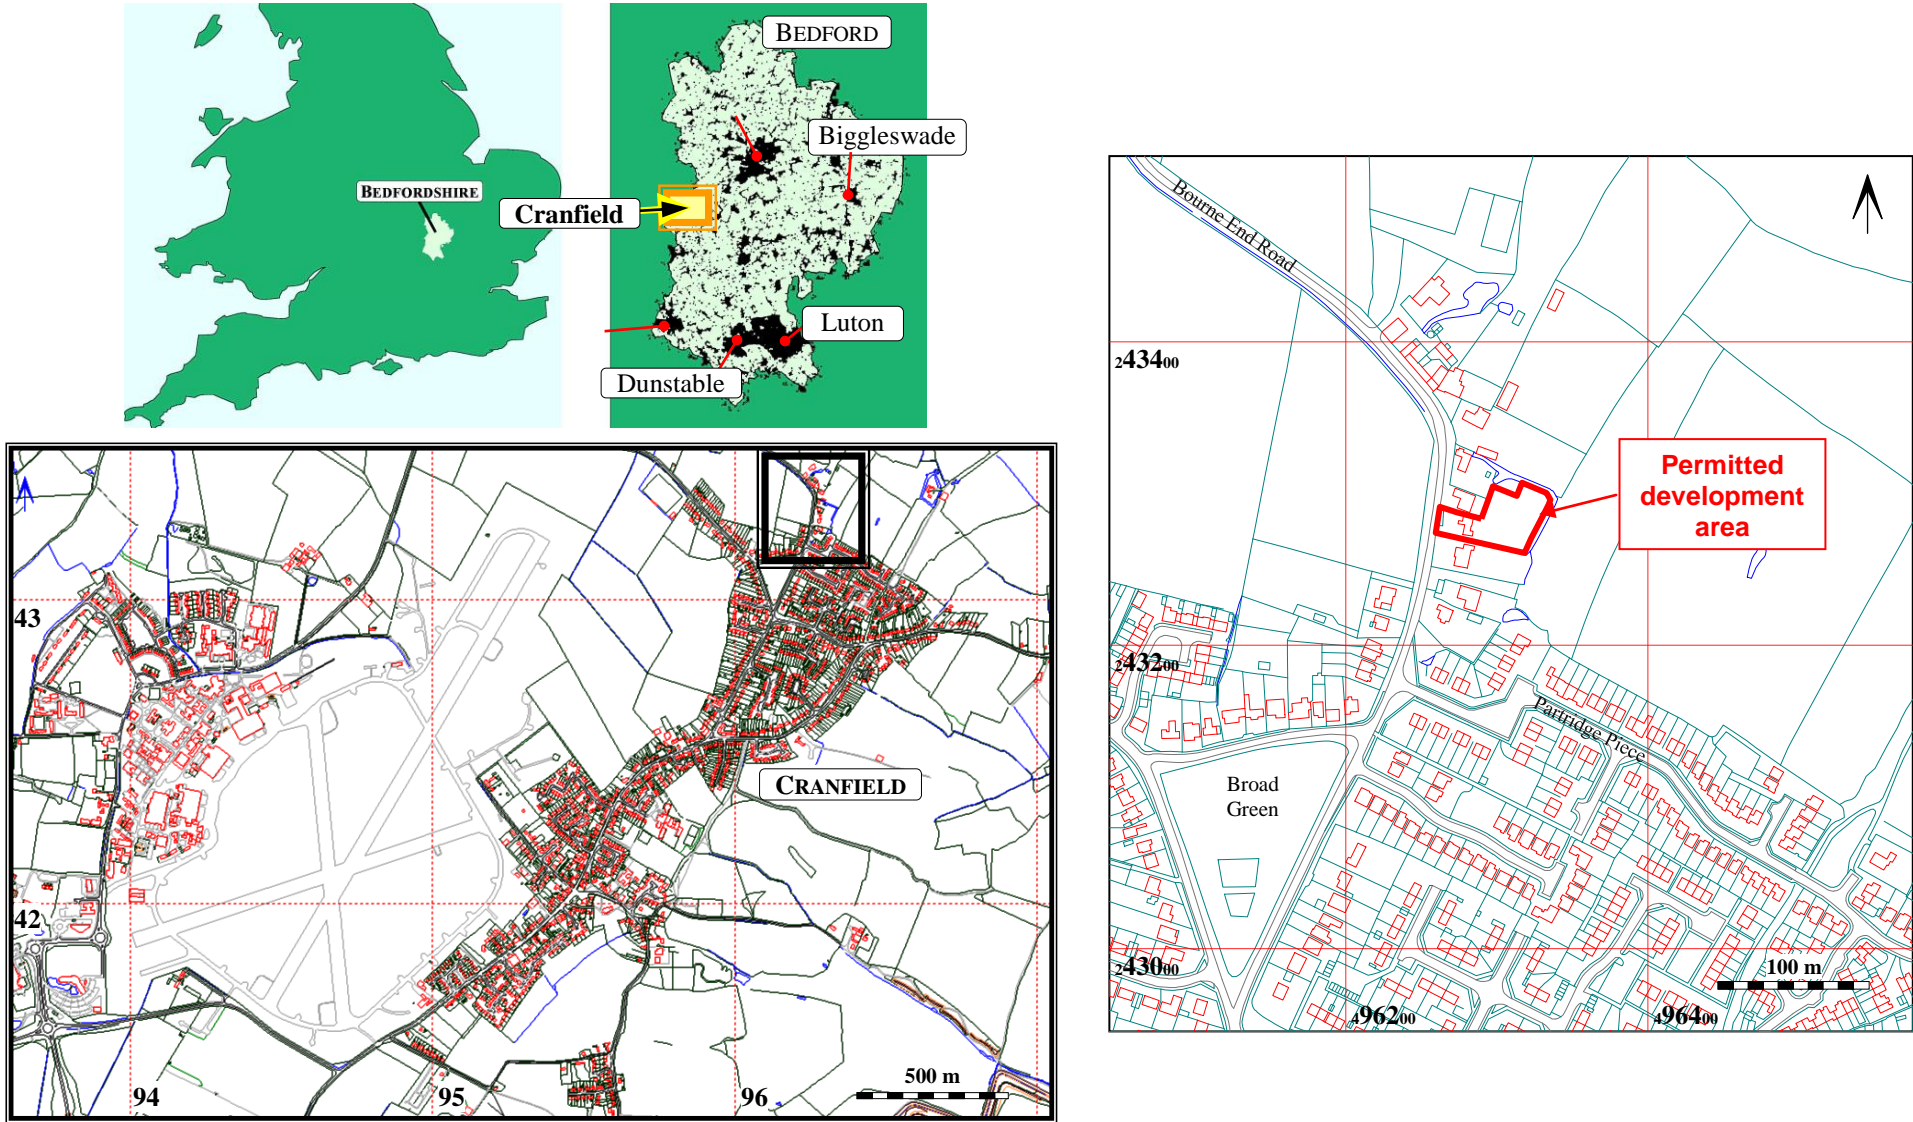 BEDFORDSHIRE
BEDFORD
Biggleswade
Cranfield
Luton
Dunstable
43
42
94
95
96
CRANFIELD
500 m
Bourne End Road
243400
Permitted
development
area
243200
Partridge Piece
Broad
Green
243000
100 m
496200
496400